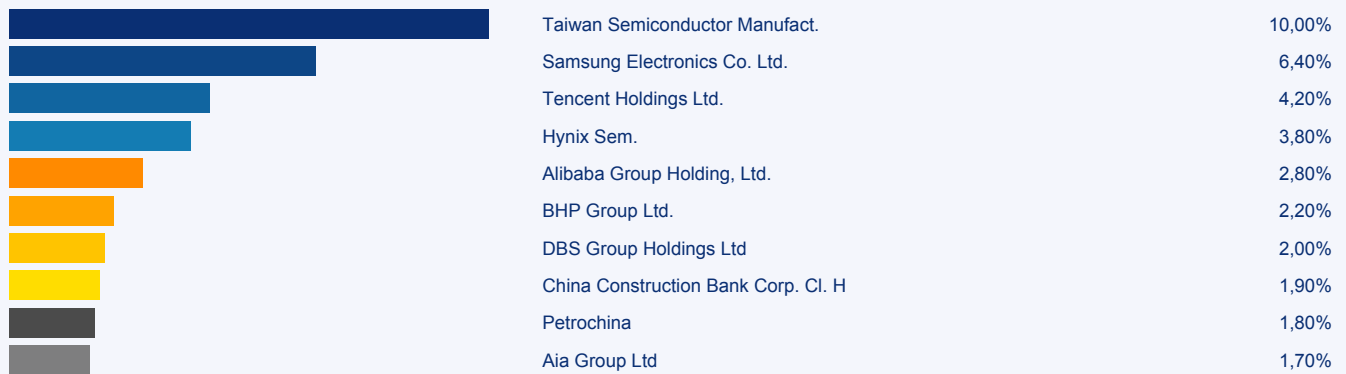 Taiwan Semiconductor Manufact. 10,00%
Samsung Electronics Co. Ltd. 6,40%
Tencent Holdings Ltd. 4,20%
Hynix Sem. 3,80%
Alibaba Group Holding, Ltd. 2,80%
BHP Group Ltd. 2,20%
DBS Group Holdings Ltd 2,00%
China Construction Bank Corp. Cl. H 1,90%
Petrochina 1,80%
Aia Group Ltd 1,70%